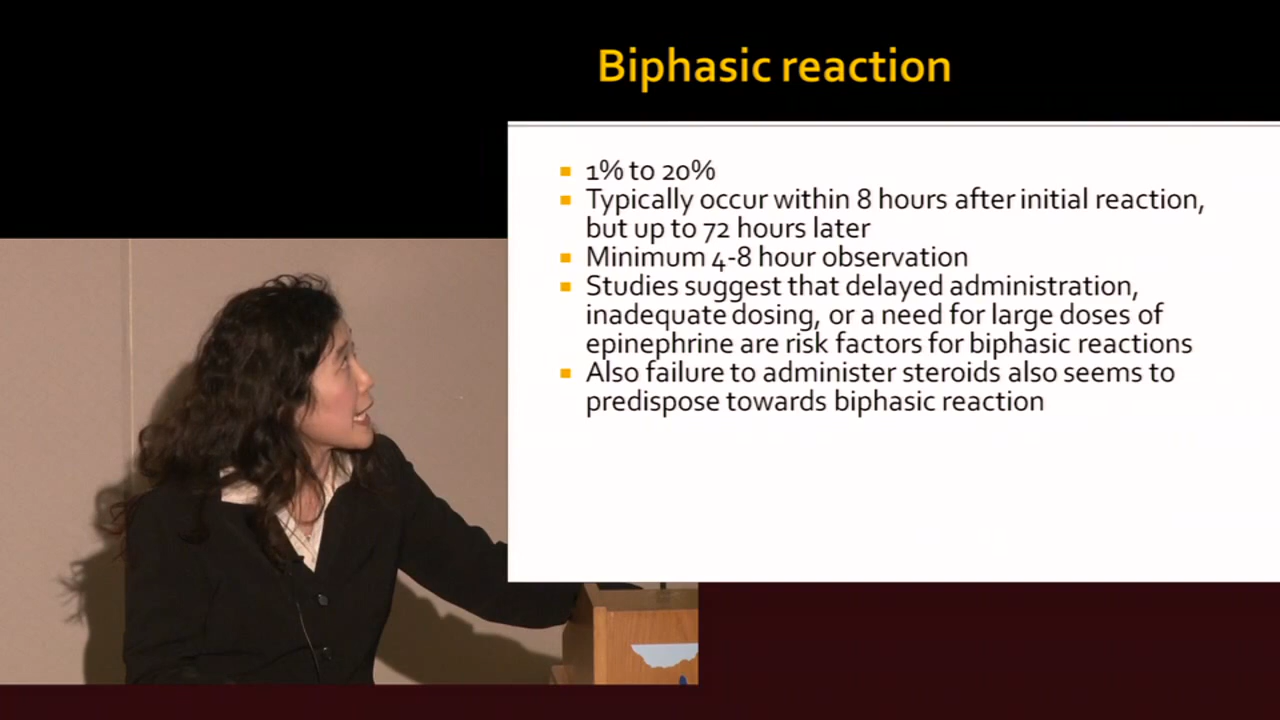 Biphasic reaction
1% to 20%
Typically occur within 8 hours after initial reaction,
but up to 72 hours later
Minimum 4-8 hour observation
Studies suggest that delayed administration,
inadequate dosing, or a need for large doses of
epinephrine are risk factors for biphasic reactions
Also failure to administer steroids also seems to
predispose towards biphasic reaction